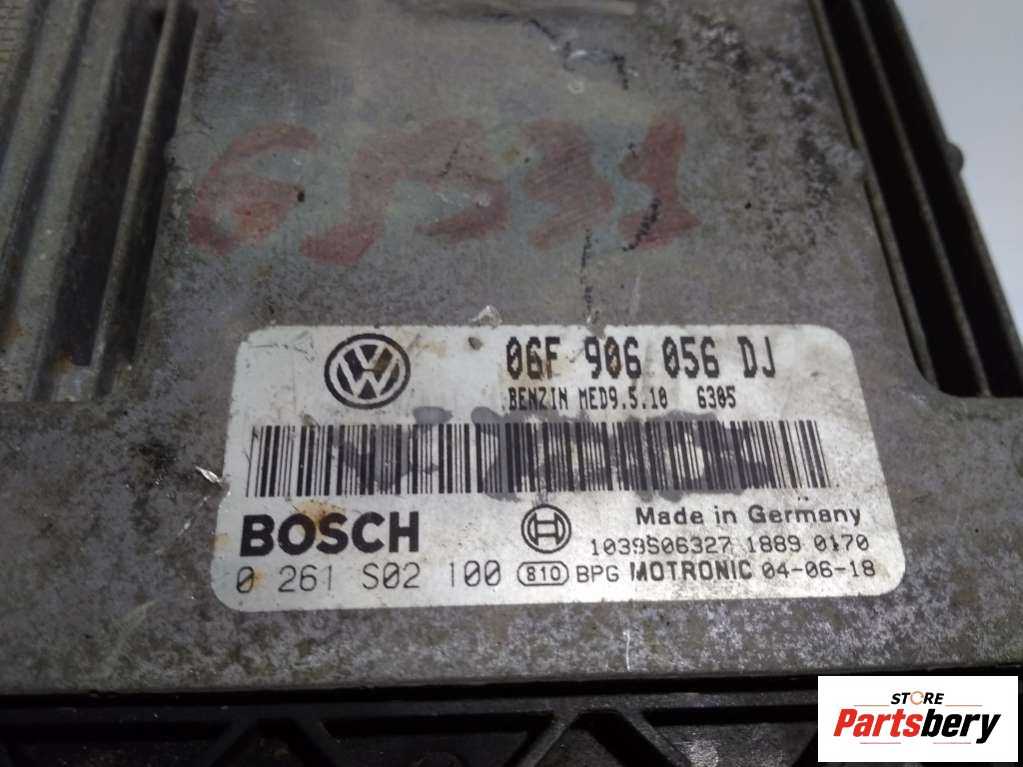 06F 906 056 DJ
BENZIN MED9.5.10 6305
BOSCH
Made in Germany
1039S06327 1889 0170
0 261 S02 100 810 BPG MOTRONIC 04-06-18
STORE
Partsbery